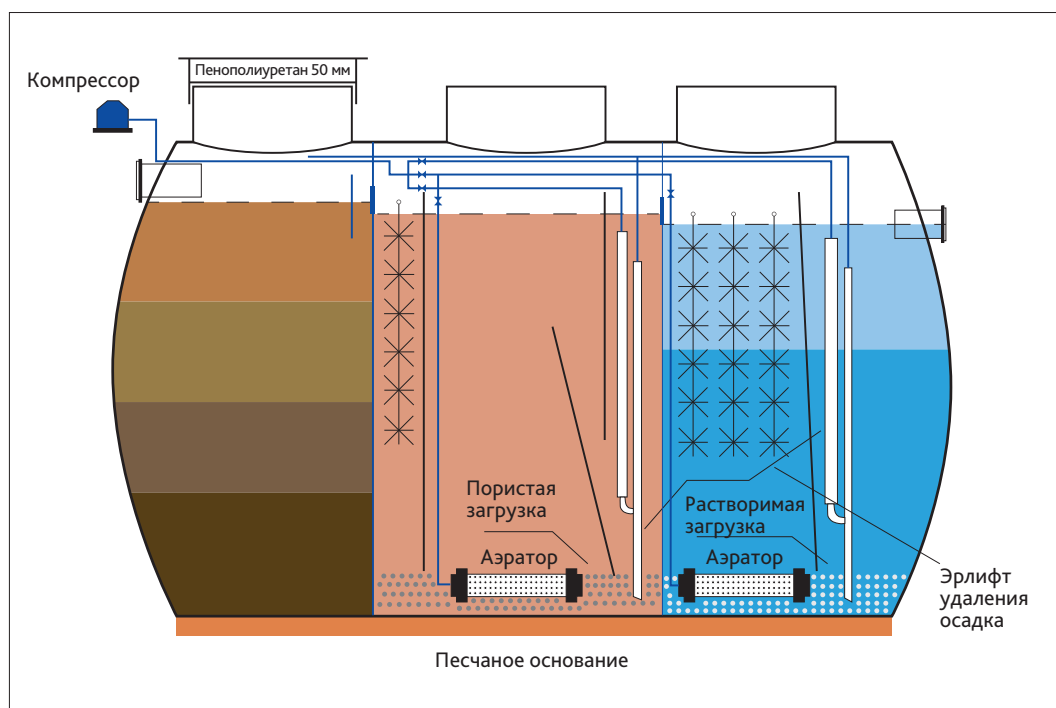 Пенополиуретан 50 мм
Компрессор
Пористая
загрузка
Аэратор
Растворимая
загрузка
Аэратор
Эрлифт
удаления
осадка
Песчаное основание